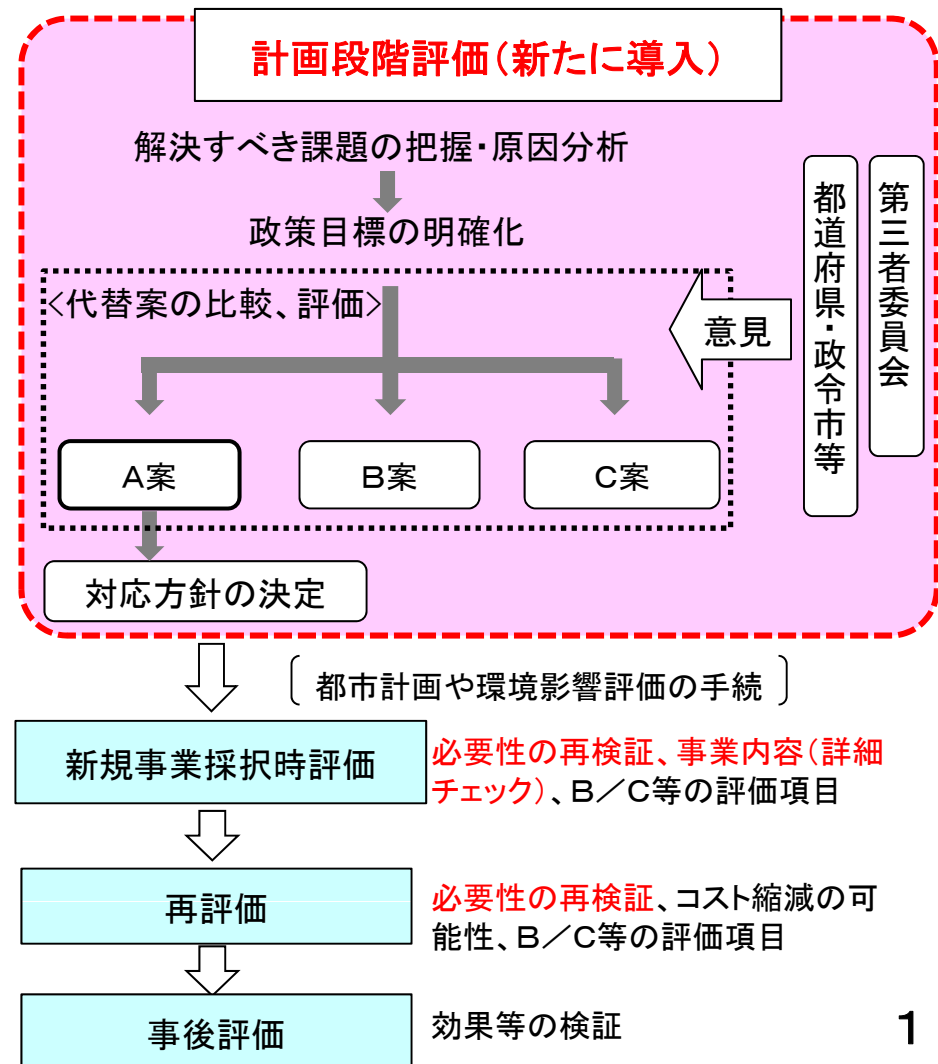 計画段階評価(新たに導入)
解決すべき課題の把握・原因分析
政策目標の明確化
<代替案の比較、評価>
意見
都道府県・政令市等
第三者委員会
A案
B案
C案
対応方針の決定
〔 都市計画や環境影響評価の手続 〕
新規事業採択時評価
必要性の再検証、事業内容(詳細
チェック)、B/C等の評価項目
再評価
必要性の再検証、コスト縮減の可
能性、B/C等の評価項目
事後評価
効果等の検証
1